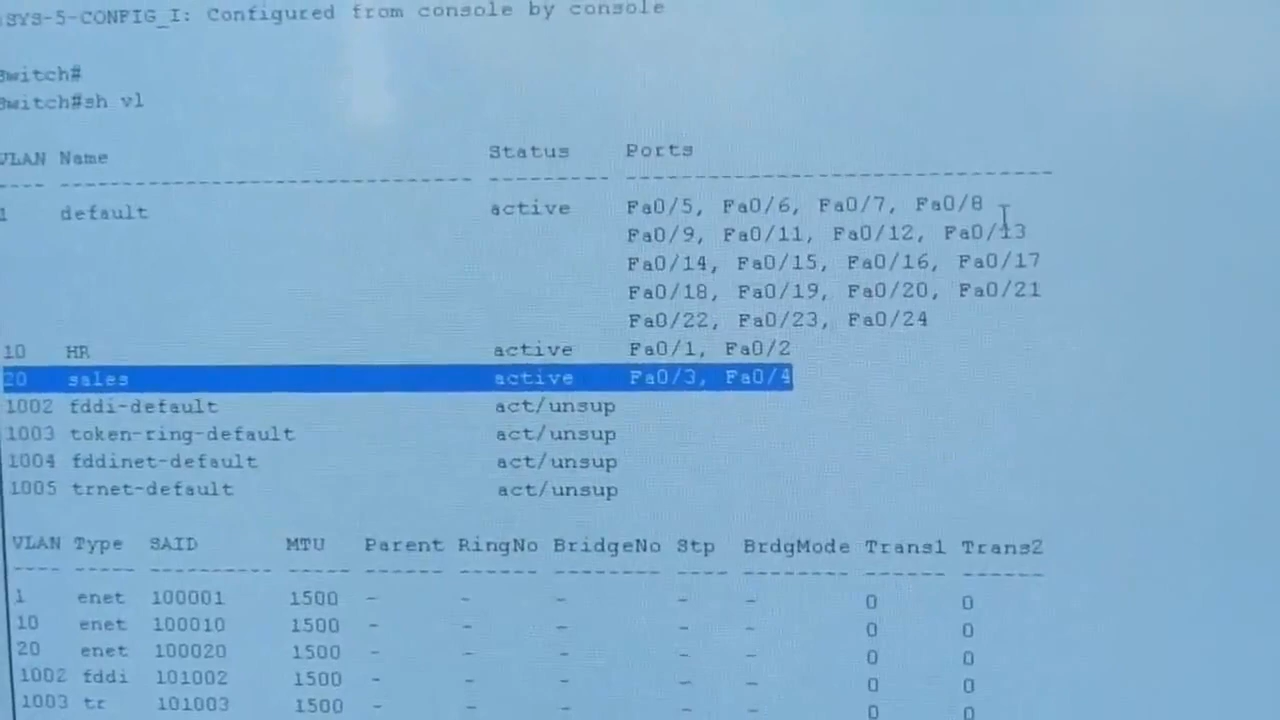 SYS-5-CONFIG_I: Configured from console by console
Switch#
Switch#sh vl
VLAN Name Status Ports
---- -------------------------------- --------- -------------------------------
1 default active Fa0/5, Fa0/6, Fa0/7, Fa0/8
Fa0/9, Fa0/11, Fa0/12, Fa0/13
Fa0/14, Fa0/15, Fa0/16, Fa0/17
Fa0/18, Fa0/19, Fa0/20, Fa0/21
Fa0/22, Fa0/23, Fa0/24
10 HR active Fa0/1, Fa0/2
20 sales active Fa0/3, Fa0/4
1002 fddi-default act/unsup
1003 token-ring-default act/unsup
1004 fddinet-default act/unsup
1005 trnet-default act/unsup
VLAN Type SAID MTU Parent RingNo BridgeNo Stp BrdgMode Trans1 Trans2
---- ----- ---------- ----- ------ ------ -------- ---- -------- ------ ------
1 enet 100001 1500 - - - - - 0 0
10 enet 100010 1500 - - - - - 0 0
20 enet 100020 1500 - - - - - 0 0
1002 fddi 101002 1500 - - - - - 0 0
1003 tr 101003 1500 - - - - - 0 0